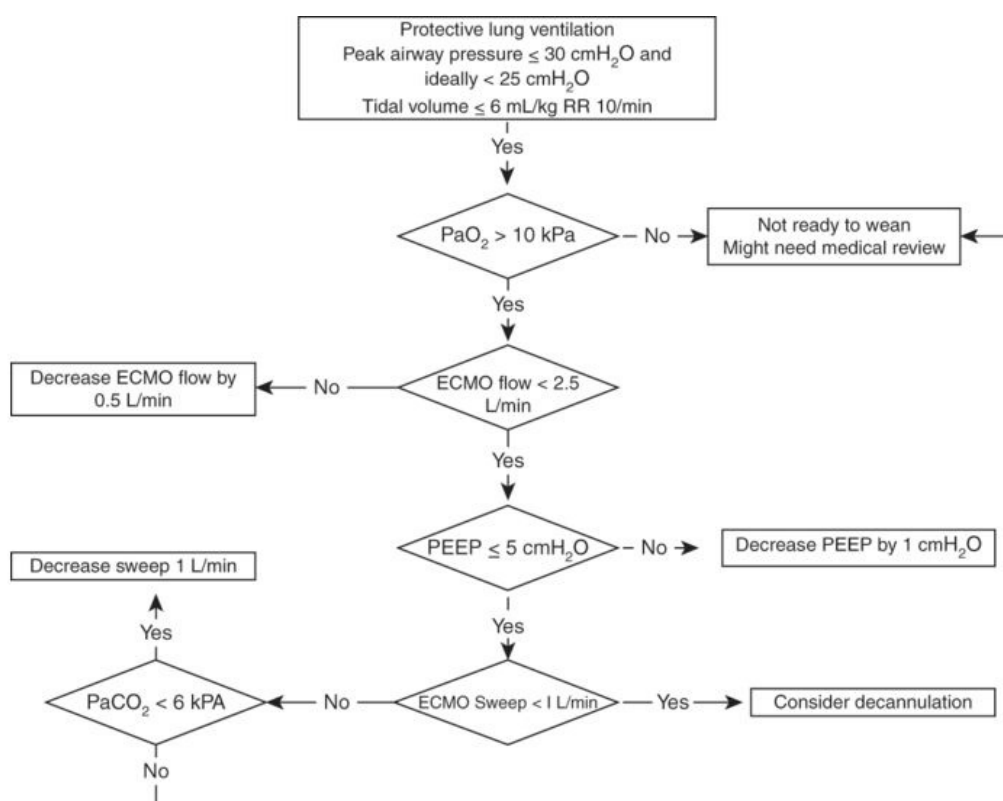 Protective lung ventilation
Peak airway pressure ≤ 30 cmH₂O and
ideally < 25 cmH₂O
Tidal volume ≤ 6 mL/kg RR 10/min
Yes
PaO₂ > 10 kPa
No
Not ready to wean
Might need medical review
Yes
Decrease ECMO flow by
0.5 L/min
No
ECMO flow < 2.5
L/min
Yes
PEEP ≤ 5 cmH₂O
No
Decrease PEEP by 1 cmH₂O
Decrease sweep 1 L/min
Yes
Yes
PaCO₂ < 6 kPA
No
ECMO Sweep < I L/min
Yes
Consider decannulation
No